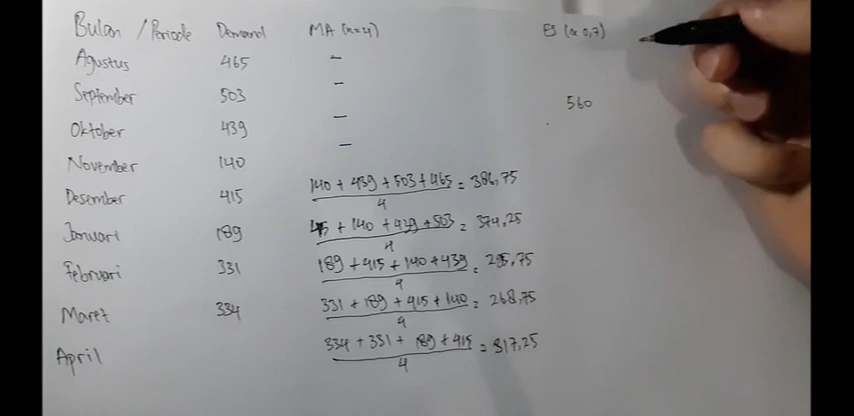 Bulan / Periode Demand MA (n=4) ES (α 0,7)
Agustus 465 -
September 503 - 560
Oktober 439 -
November 140 -
Desember 415 140 + 439 + 503 + 465 / 4 = 386,75
Januari 189 + 140 + 439 + 503 / 4 = 374,25
Februari 331 189 + 415 + 140 + 439 / 4 = 295,75
Maret 334 331 + 189 + 415 + 140 / 4 = 268,75
April 334 + 331 + 189 + 415 / 4 = 317,25